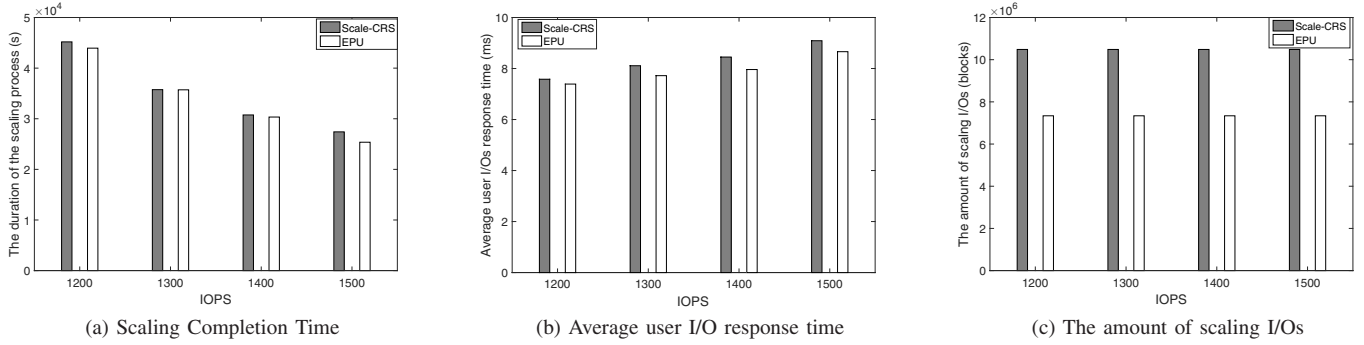 5 ×10^4
4
3
2
1
0
The duration of the scaling process (s)
Scale-CRS
EPU
1200 1300 1400 1500
IOPS
(a) Scaling Completion Time
10
8
6
4
2
0
Average user I/Os response time (ms)
Scale-CRS
EPU
1200 1300 1400 1500
IOPS
(b) Average user I/O response time
12 ×10^6
10
8
6
4
2
0
The amount of scalng I/Os (blocks)
Scale-CRS
EPU
1200 1300 1400 1500
IOPS
(c) The amount of scaling I/Os